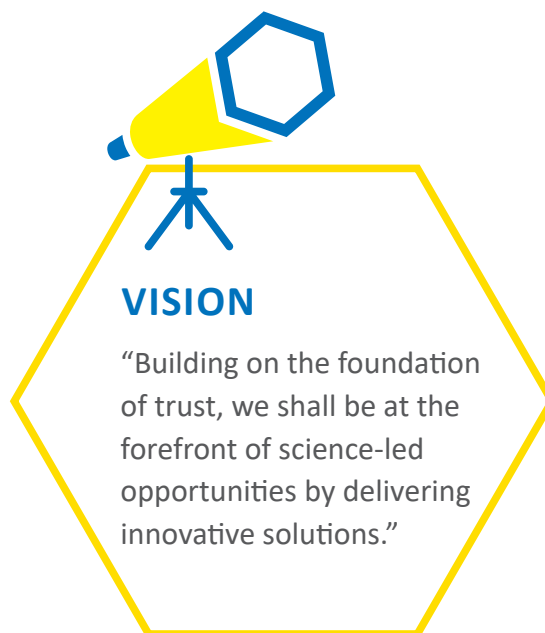 VISION
“Building on the foundation
of trust, we shall be at the
forefront of science-led
opportunities by delivering
innovative solutions.”